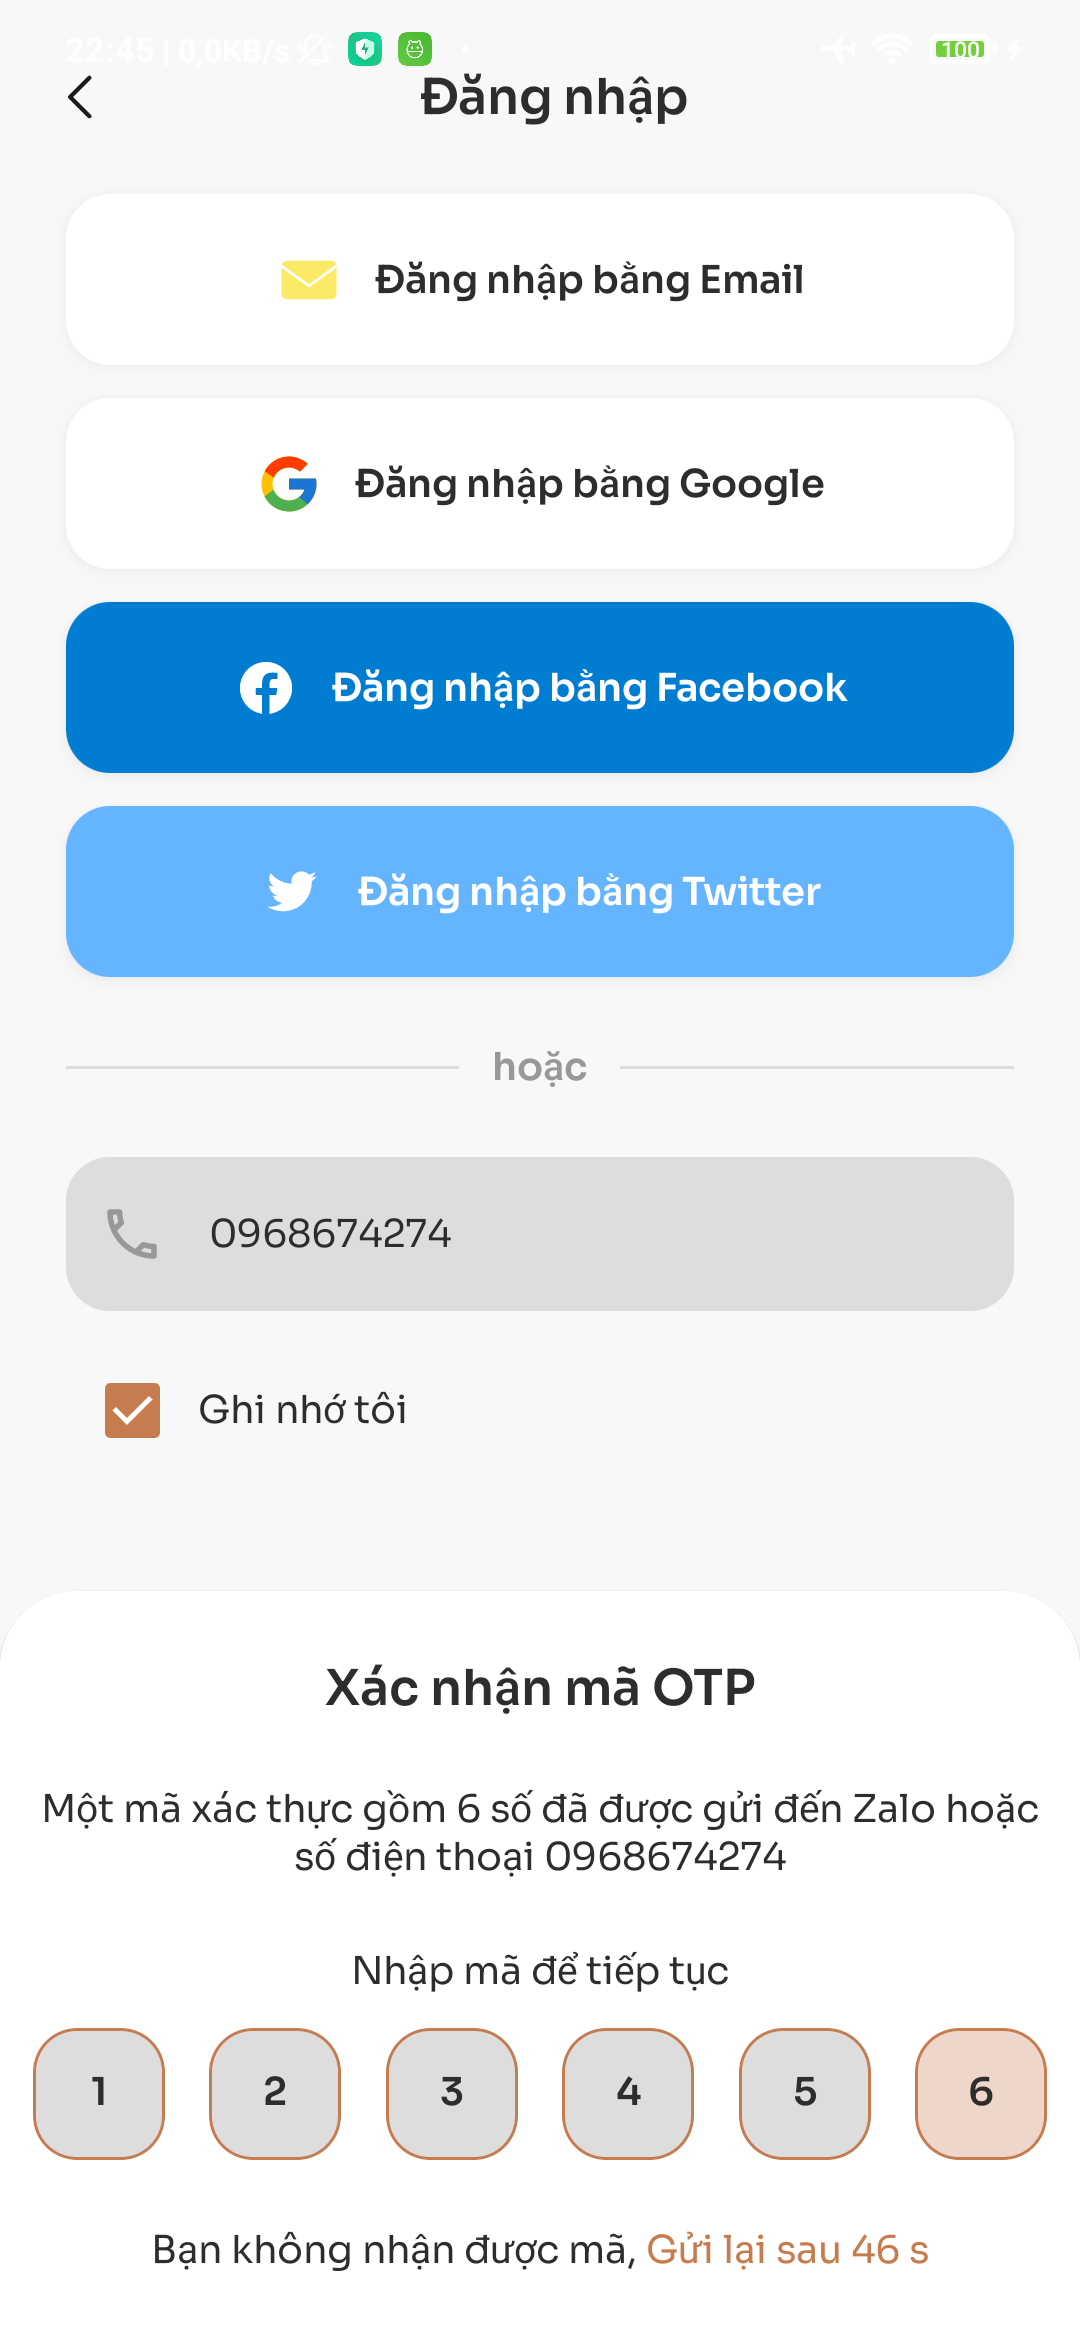 22:45 | 0,0KB/s
100
Đăng nhập
Đăng nhập bằng Email
Đăng nhập bằng Google
Đăng nhập bằng Facebook
Đăng nhập bằng Twitter
hoặc
0968674274
Ghi nhớ tôi
Xác nhận mã OTP
Một mã xác thực gồm 6 số đã được gửi đến Zalo hoặc
số điện thoại 0968674274
Nhập mã để tiếp tục
1 2 3 4 5 6
Bạn không nhận được mã, Gửi lại sau 46 s